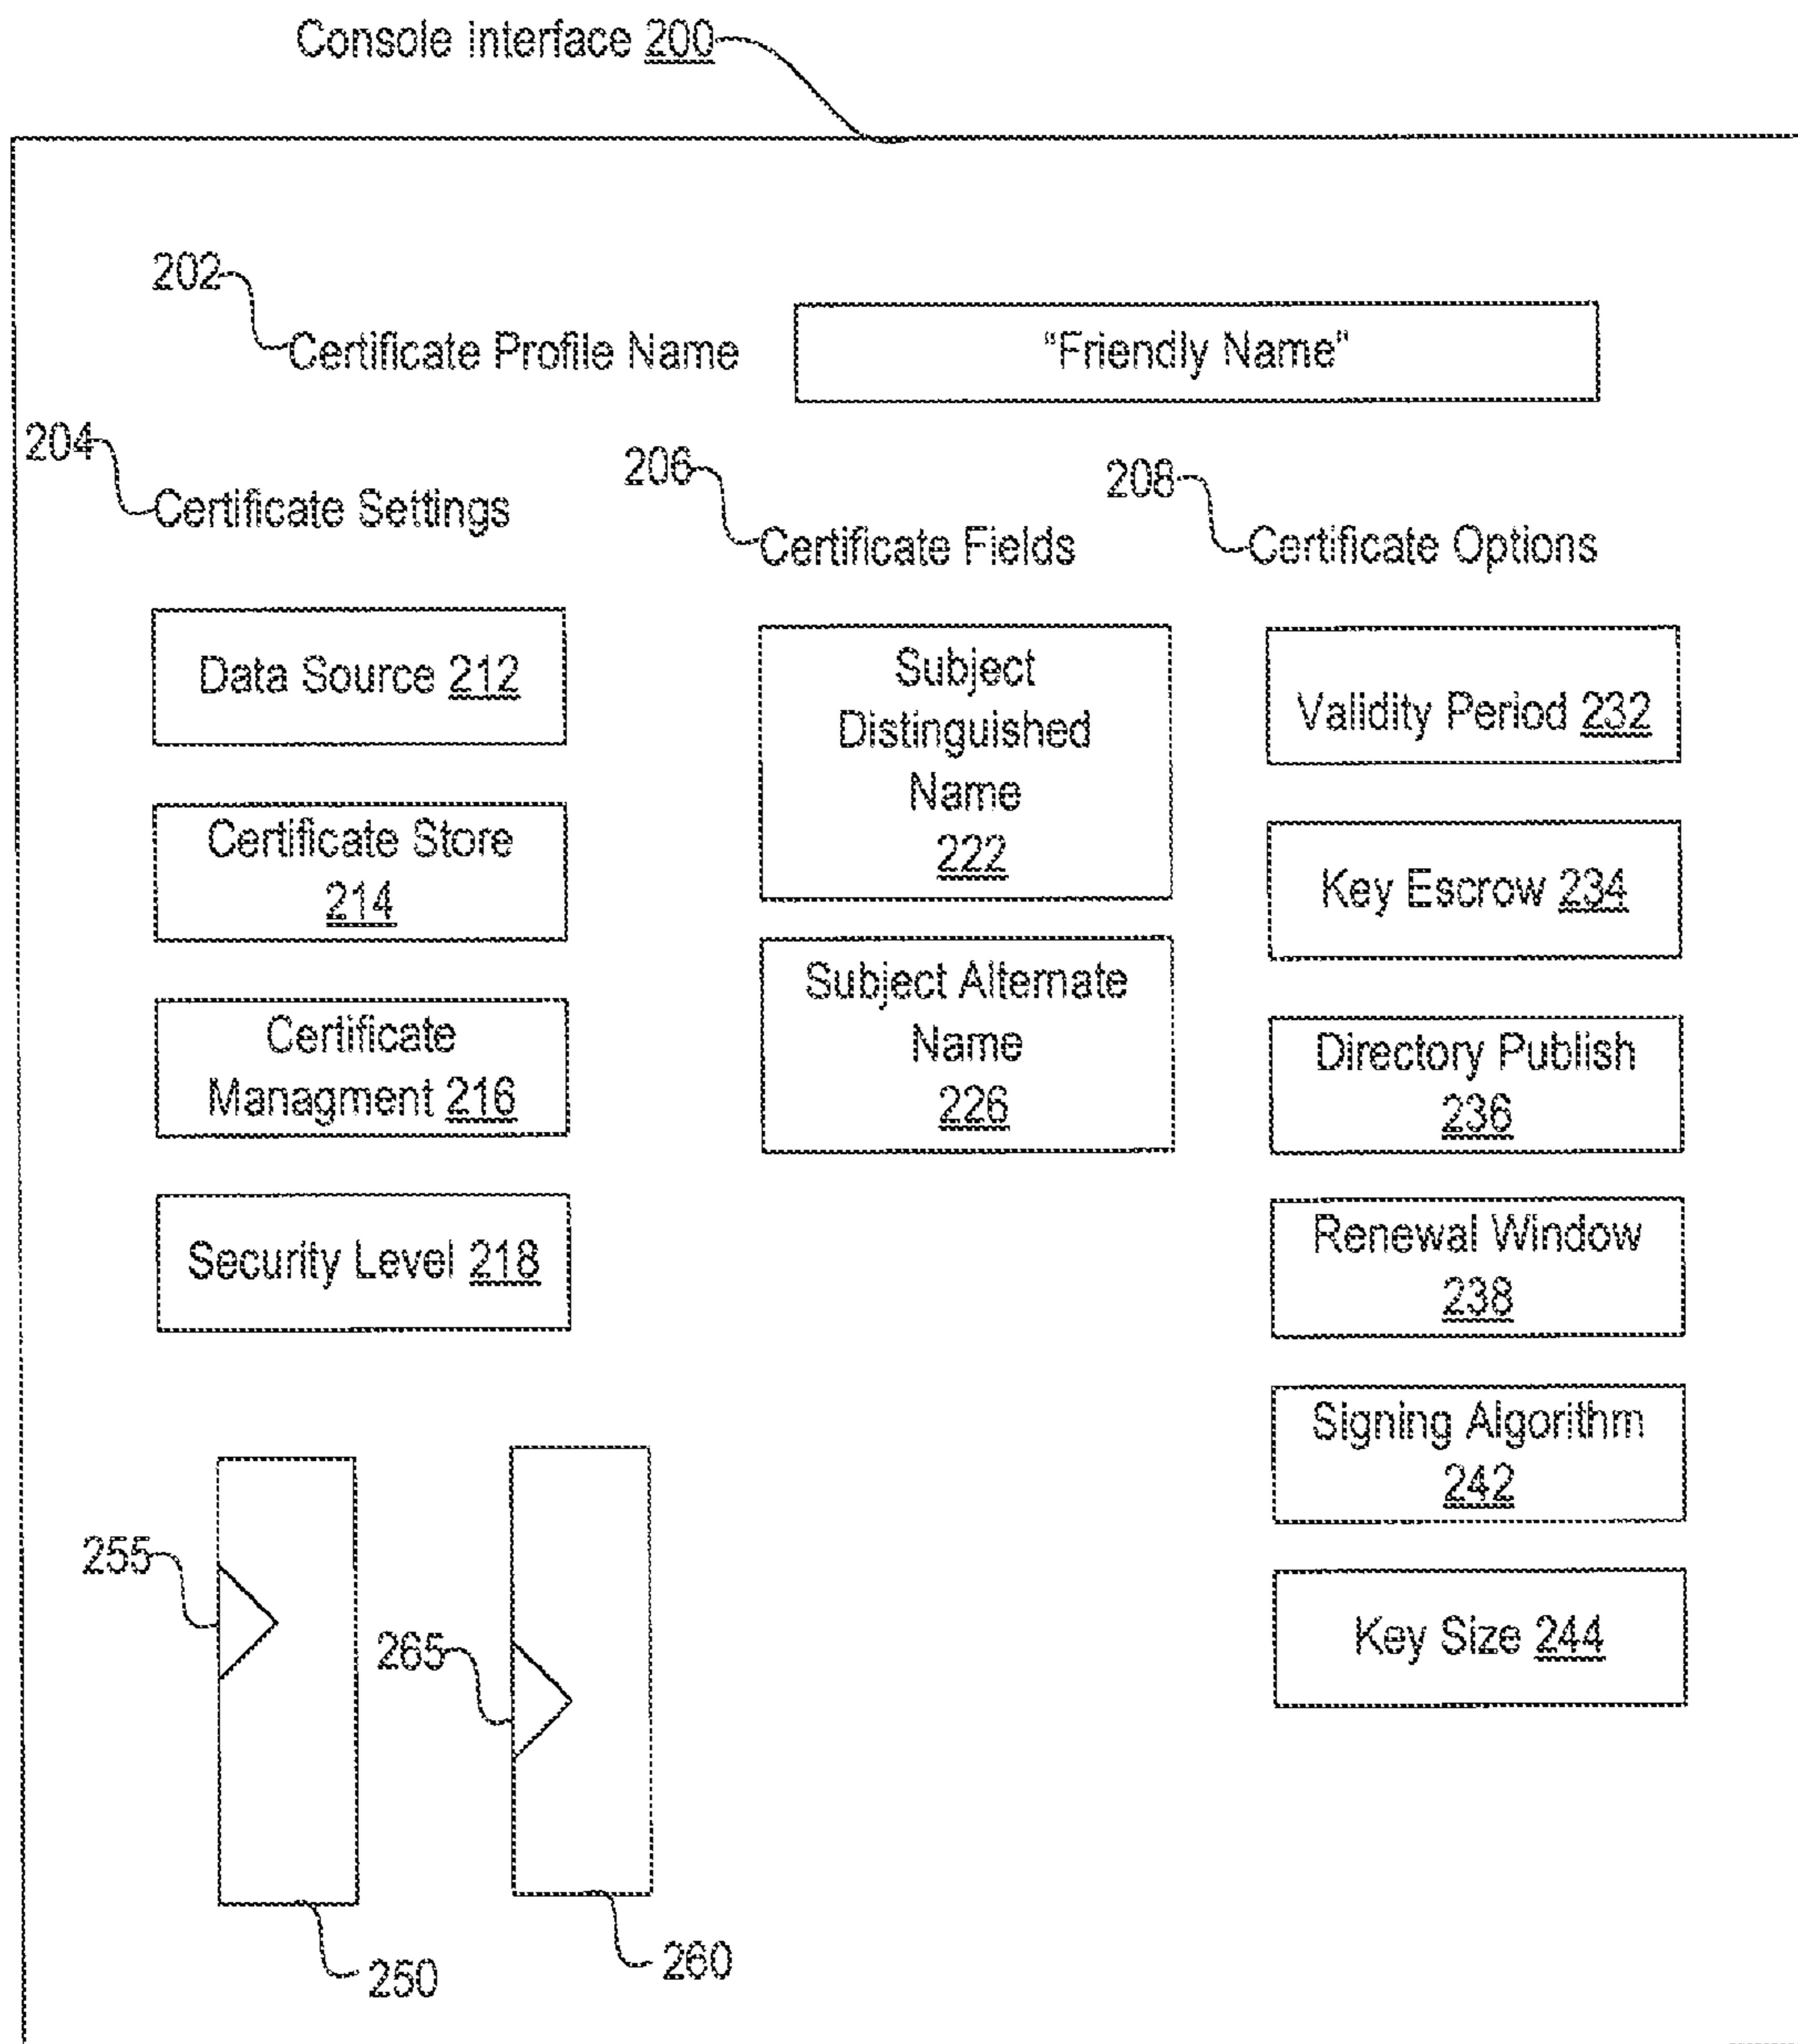 Console Interface 200
202
Certificate Profile Name
“Friendly Name”
204
Certificate Settings
206
Certificate Fields
208
Certificate Options
Data Source 212
Certificate Store
214
Certificate
Managment 216
Security Level 218
Subject
Distinguished
Name
222
Subject Alternate
Name
226
Validity Period 232
Key Escrow 234
Directory Publish
236
Renewal Window
238
Signing Algorithm
242
Key Size 244
255
265
250
260